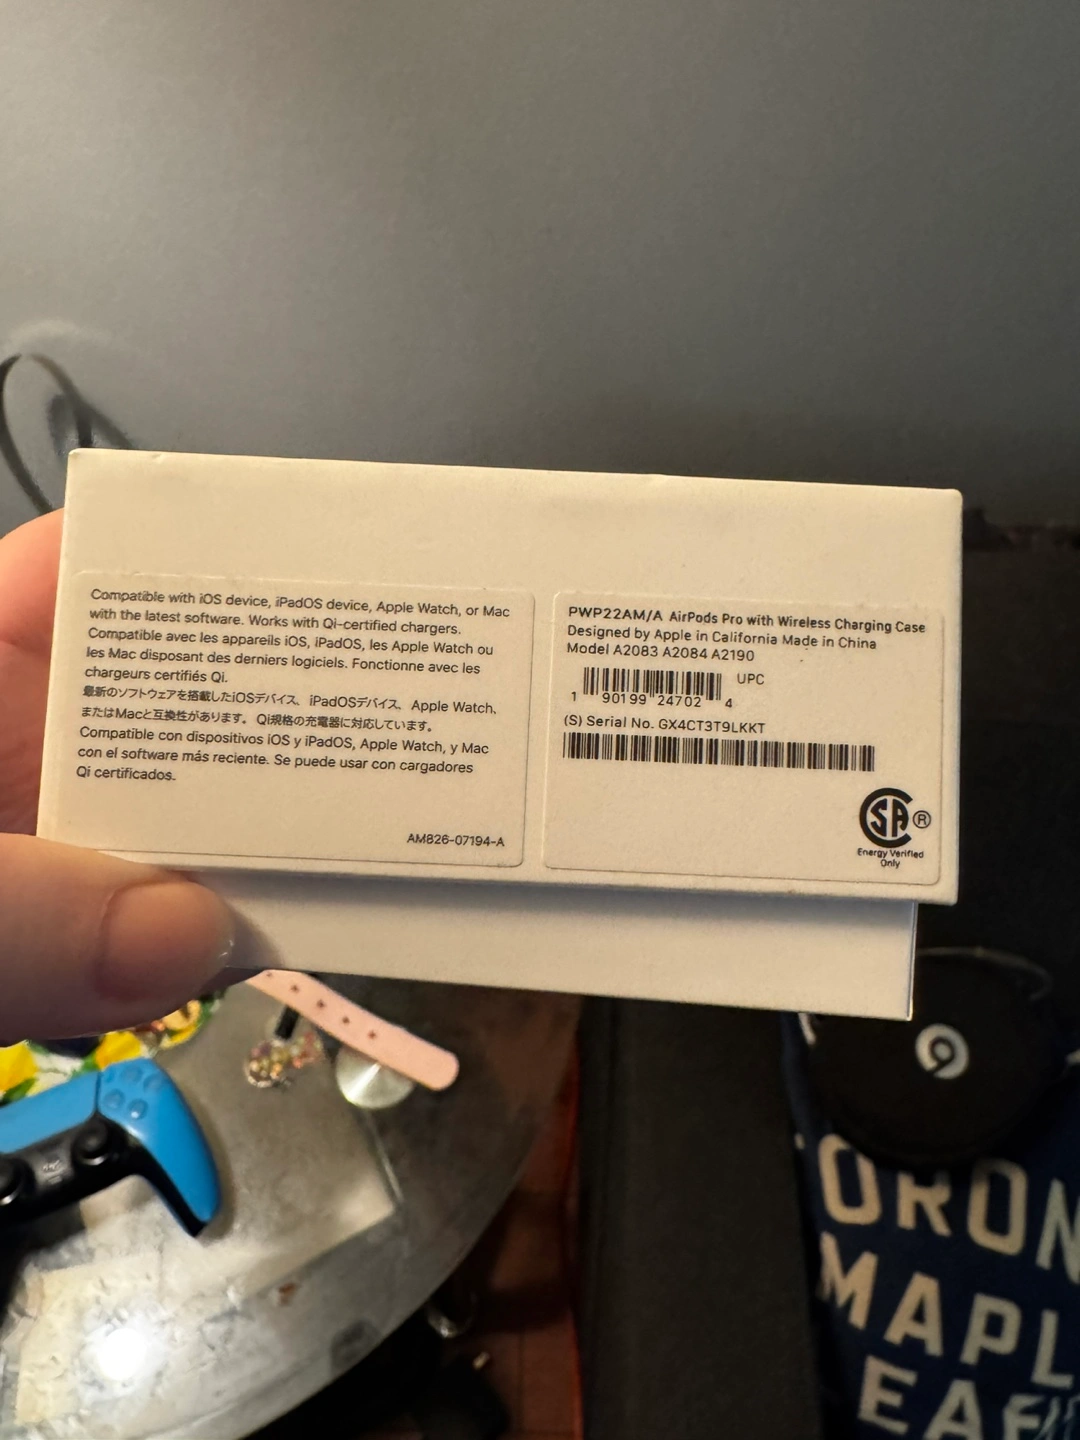 Compatible with iOS device, iPadOS device, Apple Watch, or Mac
with the latest software. Works with Qi-certified chargers.
Compatible avec les appareils iOS, iPadOS, les Apple Watch ou
les Mac disposant des derniers logiciels. Fonctionne avec les
chargeurs certifiés Qi.
最新のソフトウェアを搭載したiOSデバイス、iPadOSデバイス、Apple Watch、
またはMacと互換性があります。Qi規格の充電器に対応しています。
Compatible con dispositivos iOS y iPadOS, Apple Watch, y Mac
con el software más reciente. Se puede usar con cargadores
Qi certificados.
AM826-07194-A
PWP22AM/A AirPods Pro with Wireless Charging Case
Designed by Apple in California Made in China
Model A2083 A2084 A2190
UPC
1 90199 24702 4
(S) Serial No. GX4CT3T9LKKT
CSA®
Energy Verified
Only
9
ORON
MAPL
EAF